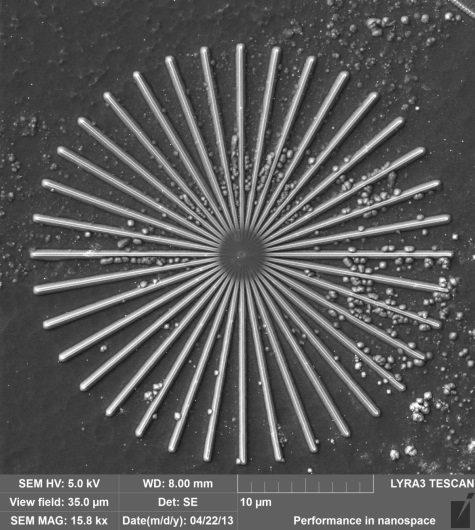 SEM HV: 5.0 kV WD: 8.00 mm LYRA3 TESCAN
View field: 35.0 µm Det: SE 10 µm
SEM MAG: 15.8 kx Date(m/d/y): 04/22/13 Performance in nanospace